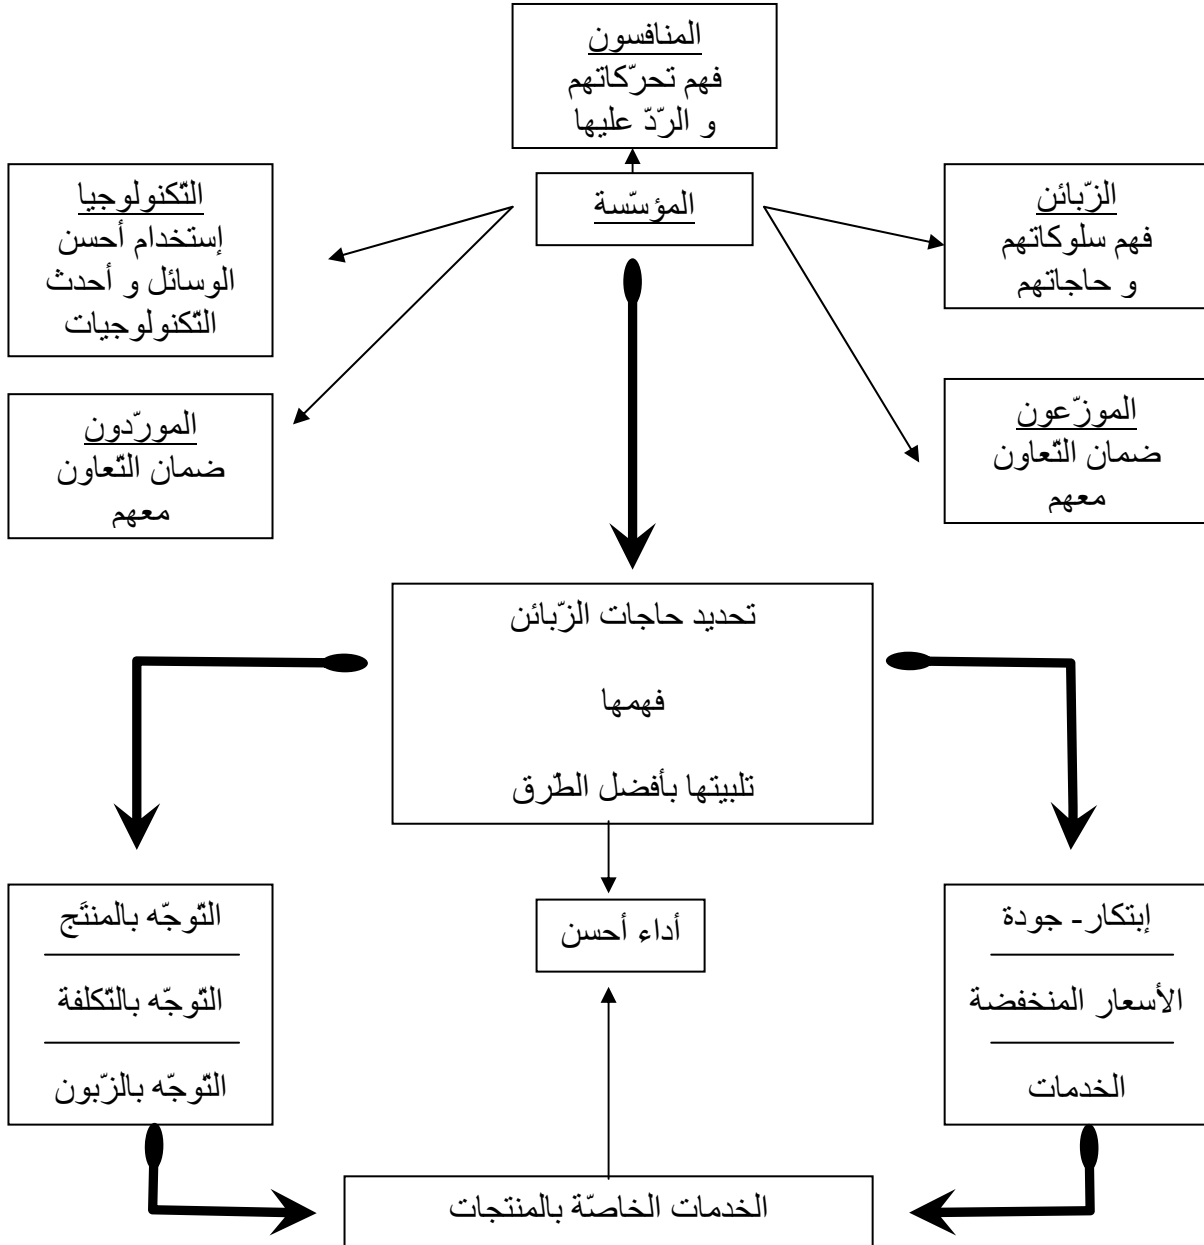 المنافسون
فهم تحرّكاتهم
و الرّدّ عليها
المؤسّسة
الزّبائن
فهم سلوكاتهم
و حاجاتهم
التّكنولوجيا
إستخدام أحسن
الوسائل و أحدث
التّكنولوجيات
الموزّعون
ضمان التّعاون
معهم
المورّدون
ضمان التّعاون
معهم
تحديد حاجات الزّبائن
فهمها
تلبيتها بأفضل الطّرق
إبتكار- جودة
الأسعار المنخفضة
الخدمات
أداء أحسن
التّوجّه بالمنتَج
التّوجّه بالتّكلفة
التّوجّه بالزّبون
الخدمات الخاصّة بالمنتجات